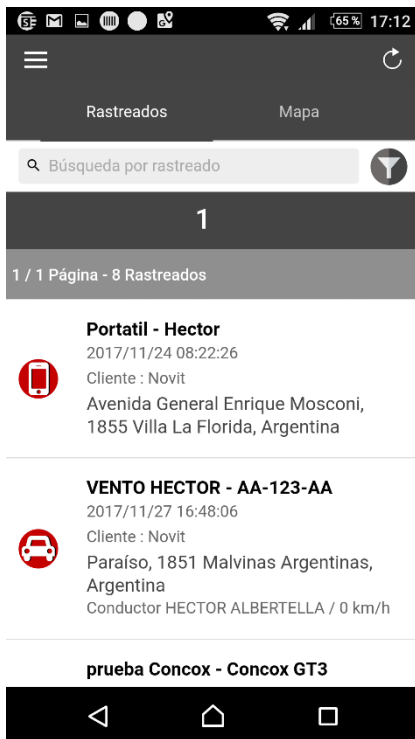 65 % 17:12
Rastreados Mapa
Búsqueda por rastreado
1
1 / 1 Página - 8 Rastreados
Portatil - Hector
2017/11/24 08:22:26
Cliente : Novit
Avenida General Enrique Mosconi,
1855 Villa La Florida, Argentina
VENTO HECTOR - AA-123-AA
2017/11/27 16:48:06
Cliente : Novit
Paraíso, 1851 Malvinas Argentinas,
Argentina
Conductor HECTOR ALBERTELLA / 0 km/h
prueba Concox - Concox GT3